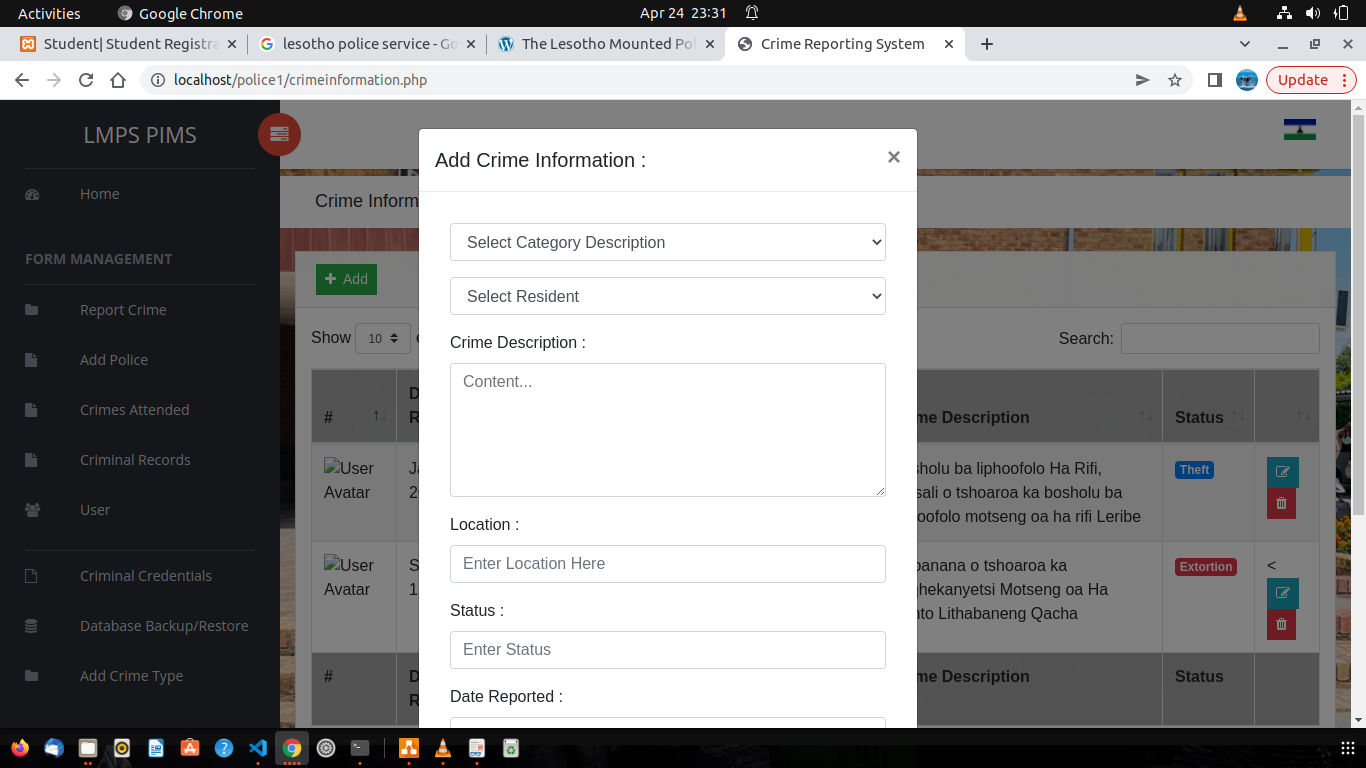 Activities
Google Chrome
Apr 24 23:31
Student| Student Registra
lesotho police service - Go
The Lesotho Mounted Pol
Crime Reporting System
localhost/police1/crimeinformation.php
Update
LMPS PIMS
Home
FORM MANAGEMENT
Report Crime
Add Police
Crimes Attended
Criminal Records
User
Criminal Credentials
Database Backup/Restore
Add Crime Type
Crime Inform
Add
Show 10 e
Search:
Add Crime Information :
×
Select Category Description
Select Resident
Crime Description :
Content...
Location :
Enter Location Here
Status :
Enter Status
Date Reported :
#
D
R
me Description
Status
User
Avatar
Ja
2
sholu ba liphoofolo Ha Rifi,
sali o tshoaroa ka bosholu ba
oofolo motseng oa ha rifi Leribe
Theft
User
Avatar
S
1
banana o tshoaroa ka
hekanyetsi Motseng oa Ha
nto Lithabaneng Qacha
Extortion
<
#
D
R
me Description
Status